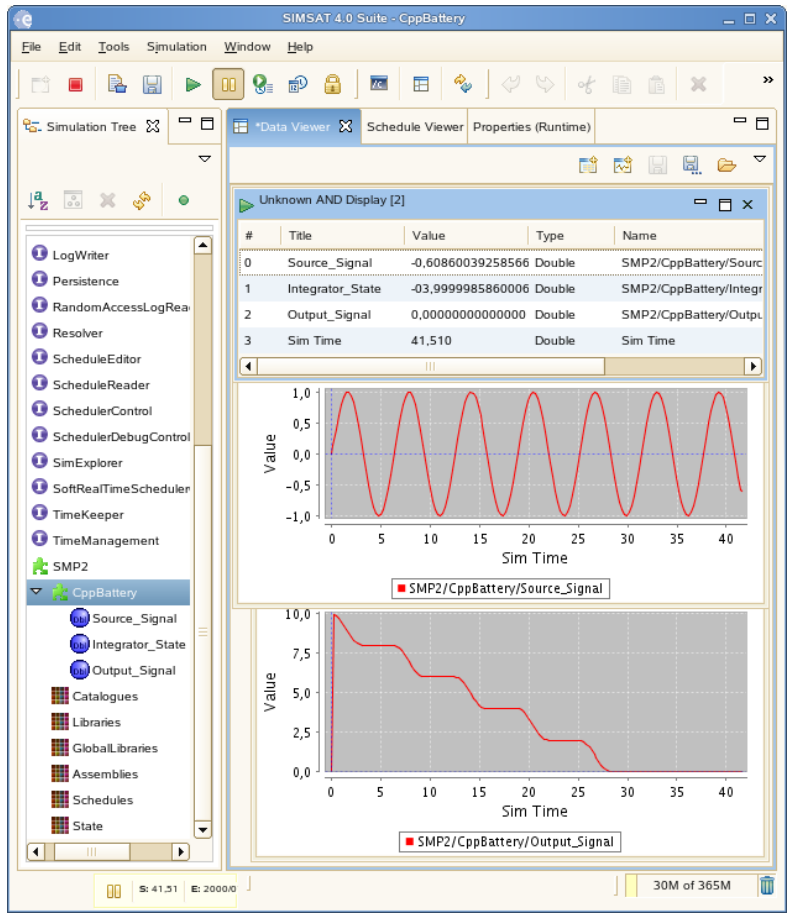 SIMSAT 4.0 Suite - CppBattery
File Edit Tools Simulation Window Help
Simulation Tree
LogWriter
Persistence
RandomAccessLogRea
Resolver
ScheduleEditor
ScheduleReader
SchedulerControl
SchedulerDebugControl
SimExplorer
SoftRealTimeScheduler
TimeKeeper
TimeManagement
SMP2
CppBattery
Source_Signal
Integrator_State
Output_Signal
Catalogues
Libraries
GlobalLibraries
Assemblies
Schedules
State
*Data Viewer Schedule Viewer Properties (Runtime)
Unknown AND Display [2]
# Title Value Type Name
0 Source_Signal -0,60860039258566 Double SMP2/CppBattery/Sourc
1 Integrator_State -03,9999985860006 Double SMP2/CppBattery/Integr
2 Output_Signal 0,00000000000000 Double SMP2/CppBattery/Outpu
3 Sim Time 41,510 Double Sim Time
Value
1,0
0,5
0,0
-0,5
-1,0
0 5 10 15 20 25 30 35 40
Sim Time
SMP2/CppBattery/Source_Signal
Value
10,0
7,5
5,0
2,5
0,0
0 5 10 15 20 25 30 35 40
Sim Time
SMP2/CppBattery/Output_Signal
S: 41,51 E: 2000/0
30M of 365M